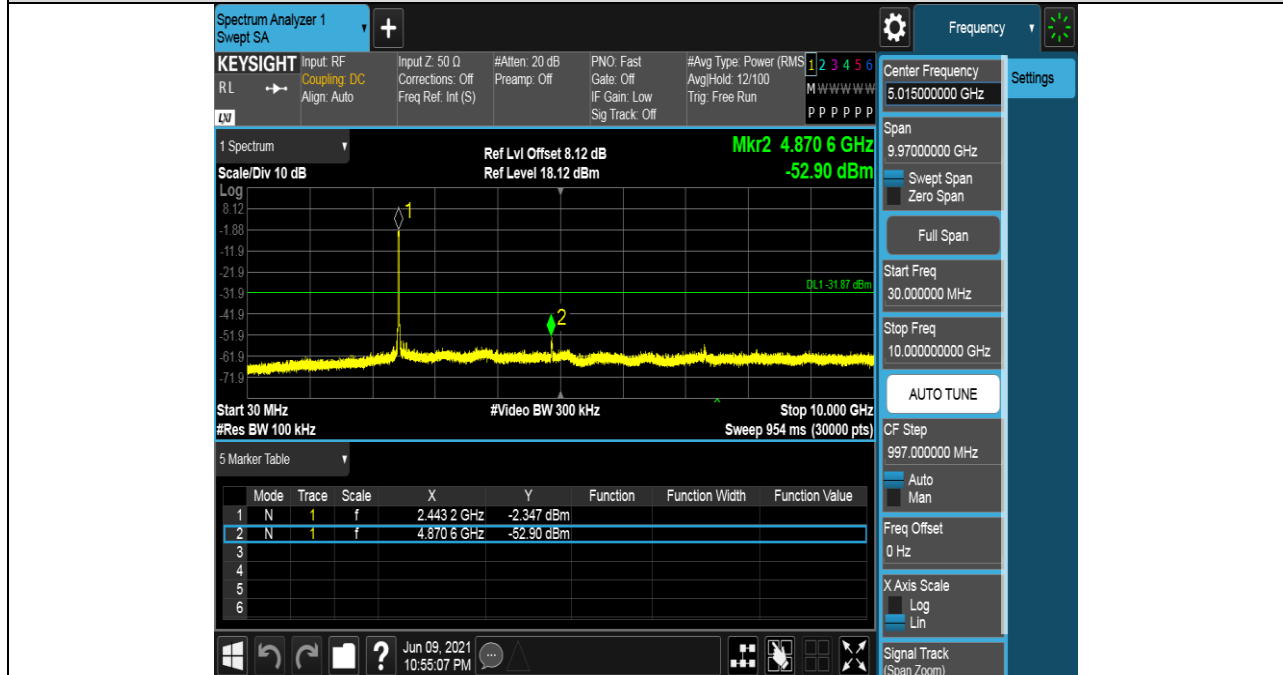 Spectrum Analyzer 1
Swept SA
+
Frequency
KEYSIGHT
RL
LXI
Input: RF
Coupling: DC
Align: Auto
Input Z: 50 Ω
Corrections: Off
Freq Ref: Int (S)
#Atten: 20 dB
Preamp: Off
PNO: Fast
Gate: Off
IF Gain: Low
Sig Track: Off
#Avg Type: Power (RMS
Avg|Hold: 12/100
Trig: Free Run
1 2 3 4 5 6
M W W W W W
P P P P P P
1 Spectrum
Scale/Div 10 dB
Ref Lvl Offset 8.12 dB
Ref Level 18.12 dBm
Mkr2 4.870 6 GHz
-52.90 dBm
Log
8.12
-1.88
-11.9
-21.9
-31.9
-41.9
-51.9
-61.9
-71.9
1
2
DL1 -31.87 dBm
Start 30 MHz
#Video BW 300 kHz
Stop 10.000 GHz
#Res BW 100 kHz
Sweep 954 ms (30000 pts)
5 Marker Table
Mode Trace Scale X Y Function Function Width Function Value
1 N 1 f 2.443 2 GHz -2.347 dBm
2 N 1 f 4.870 6 GHz -52.90 dBm
3
4
5
6
?
Jun 09, 2021
10:55:07 PM
Center Frequency
5.015000000 GHz
Span
9.97000000 GHz
Swept Span
Zero Span
Full Span
Start Freq
30.000000 MHz
Stop Freq
10.000000000 GHz
AUTO TUNE
CF Step
997.000000 MHz
Auto
Man
Freq Offset
0 Hz
X Axis Scale
Log
Lin
Signal Track
(Span Zoom)
Settings